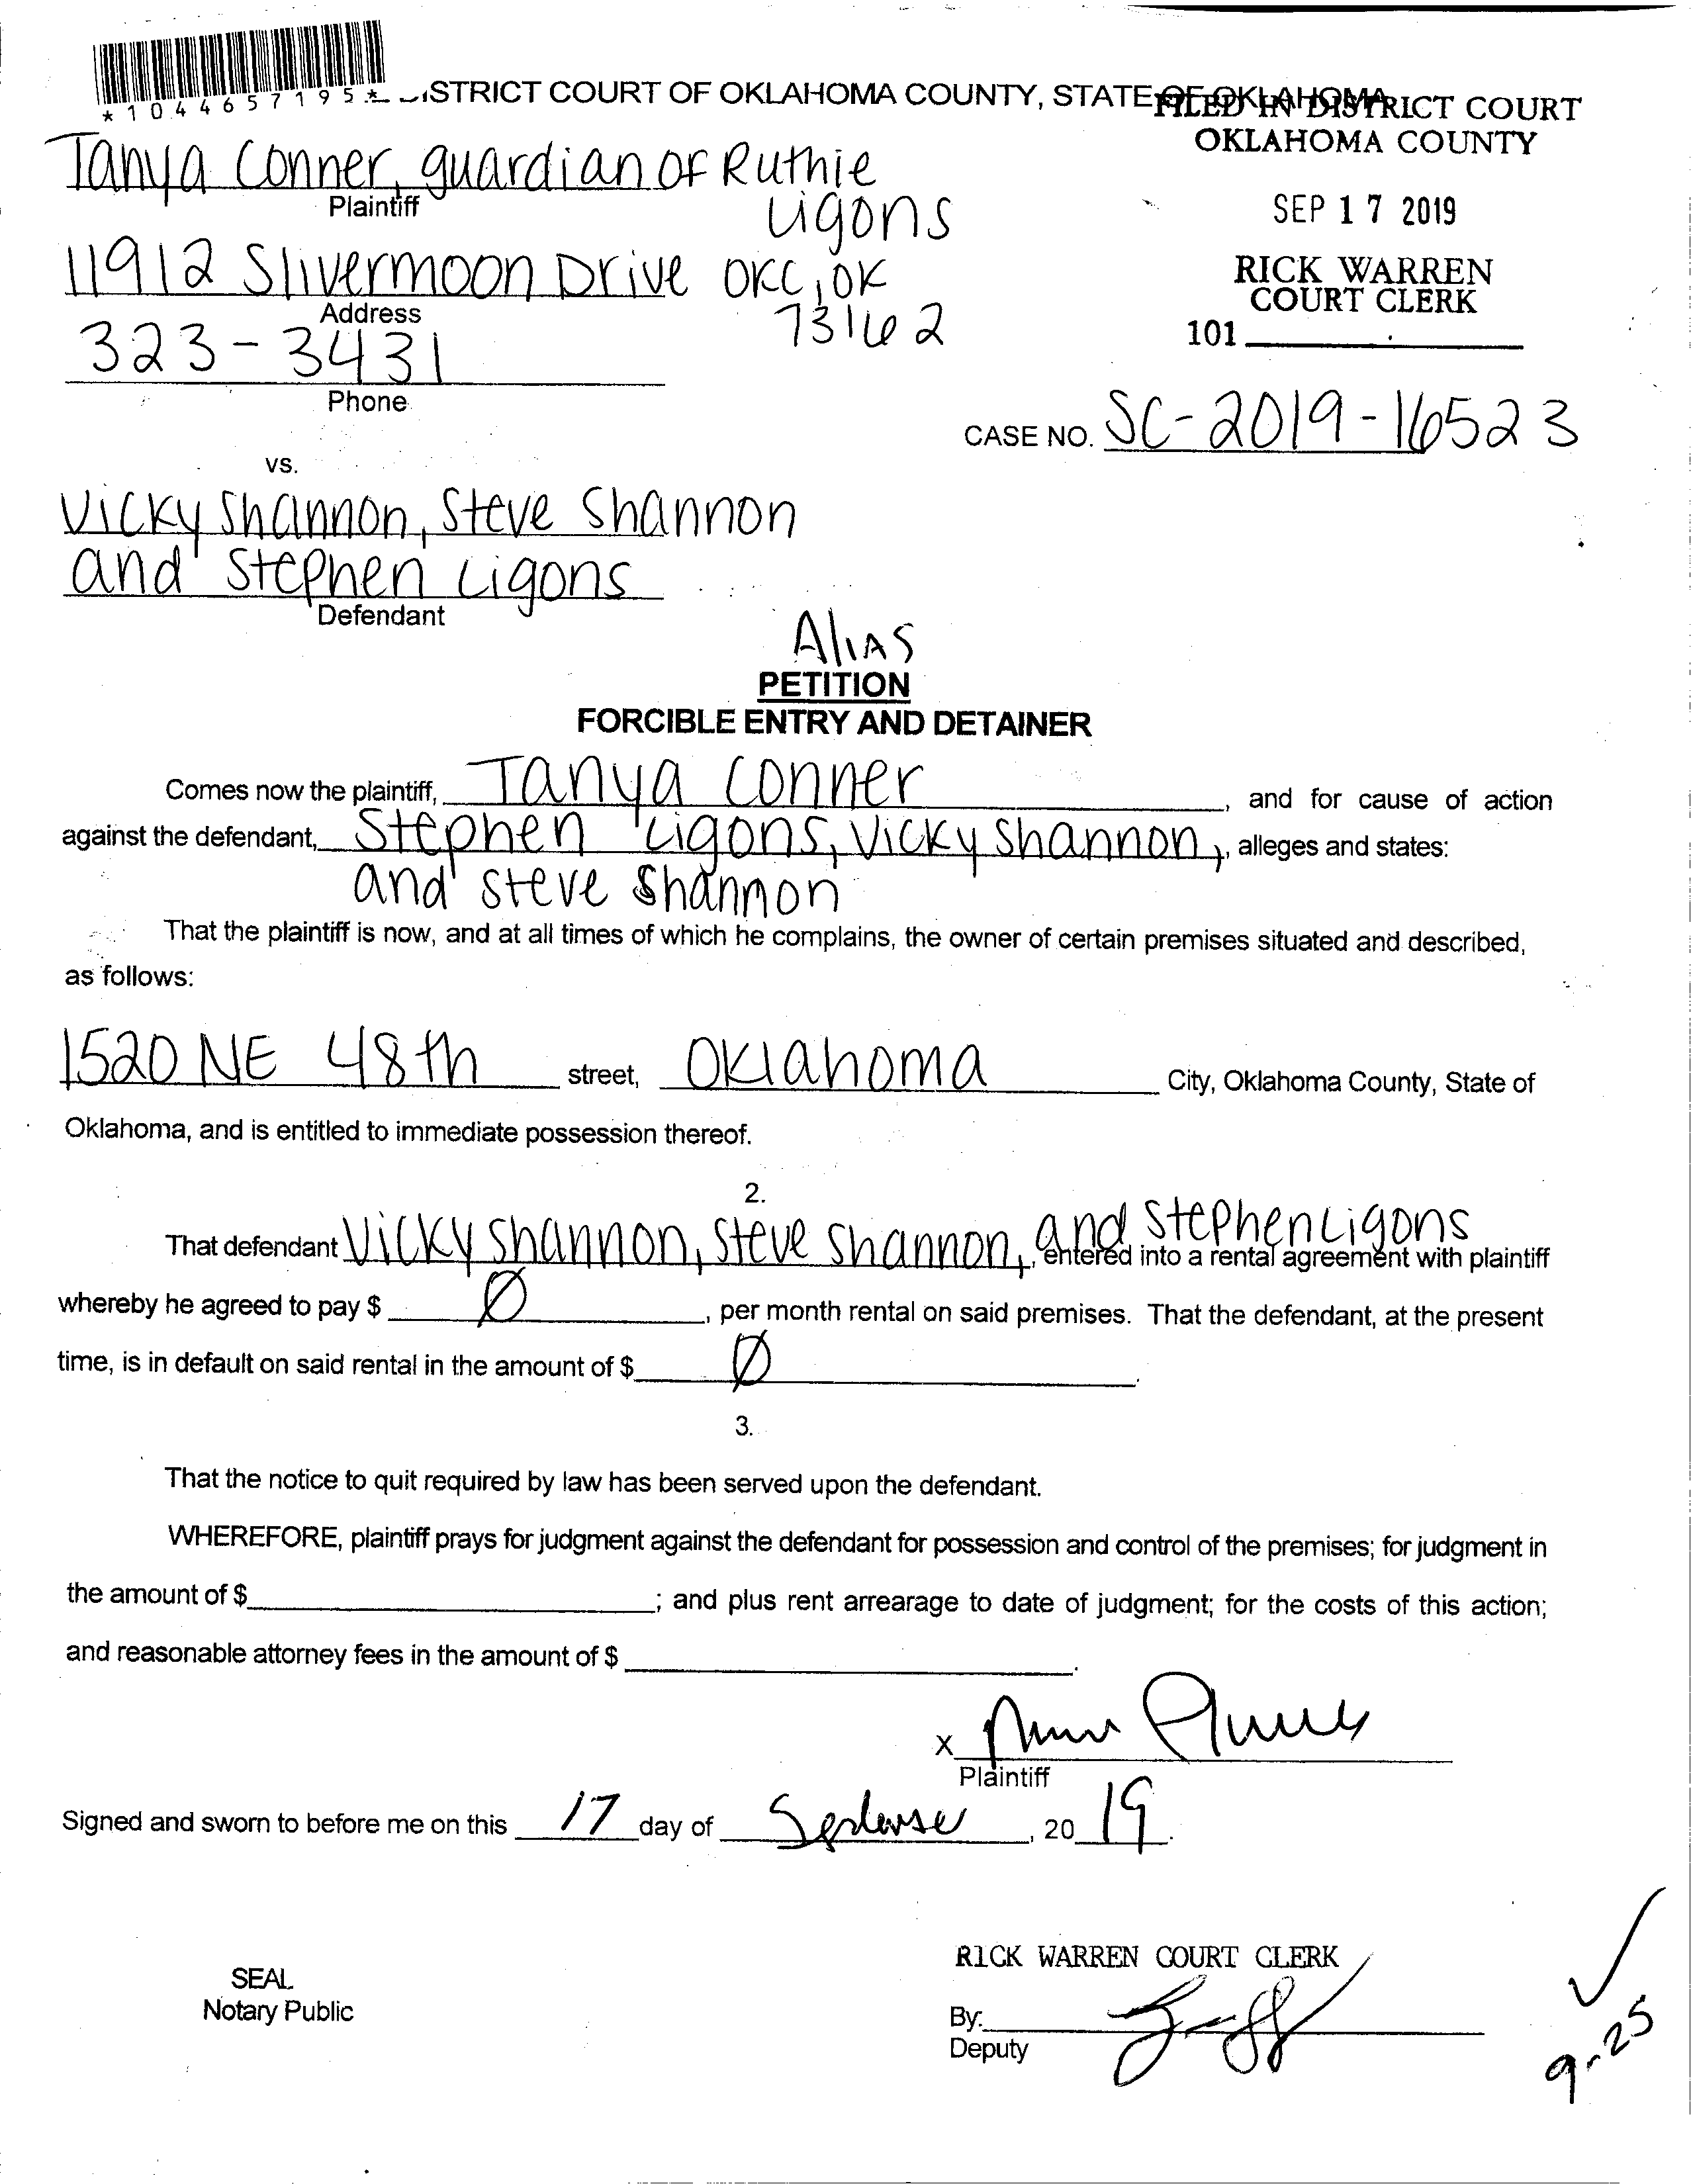 *1044657195*
STRICT COURT OF OKLAHOMA COUNTY, STATE OF OKLAHOMA
FILED IN DISTRICT COURT
OKLAHOMA COUNTY
SEP 17 2019
RICK WARREN
COURT CLERK
101
Tanya Conner, guardian of Ruthie
Ligons
Plaintiff
11912 Slivermoon Drive OKC, OK
73162
Address
323-3431
Phone
CASE NO. SC-2019-16523
vs.
Vicky Shannon, Steve Shannon
and Stephen Ligons
Defendant
Alias
PETITION
FORCIBLE ENTRY AND DETAINER
Comes now the plaintiff, Tanya Conner, and for cause of action
against the defendant, Stephen Ligons, Vicky Shannon, alleges and states:
and Steve Shannon
That the plaintiff is now, and at all times of which he complains, the owner of certain premises situated and described,
as follows:
1520 NE 48th street, Oklahoma City, Oklahoma County, State of
Oklahoma, and is entitled to immediate possession thereof.
2.
That defendant Vicky Shannon, Steve Shannon, and Stephen Ligons, entered into a rental agreement with plaintiff
whereby he agreed to pay $ Ø, per month rental on said premises. That the defendant, at the present
time, is in default on said rental in the amount of $ Ø.
3.
That the notice to quit required by law has been served upon the defendant.
WHEREFORE, plaintiff prays for judgment against the defendant for possession and control of the premises; for judgment in
the amount of $ ; and plus rent arrearage to date of judgment; for the costs of this action;
and reasonable attorney fees in the amount of $ .
X
Plaintiff
Signed and sworn to before me on this 17 day of September, 2019.
RICK WARREN COURT CLERK
SEAL
Notary Public
By:
Deputy
9-25